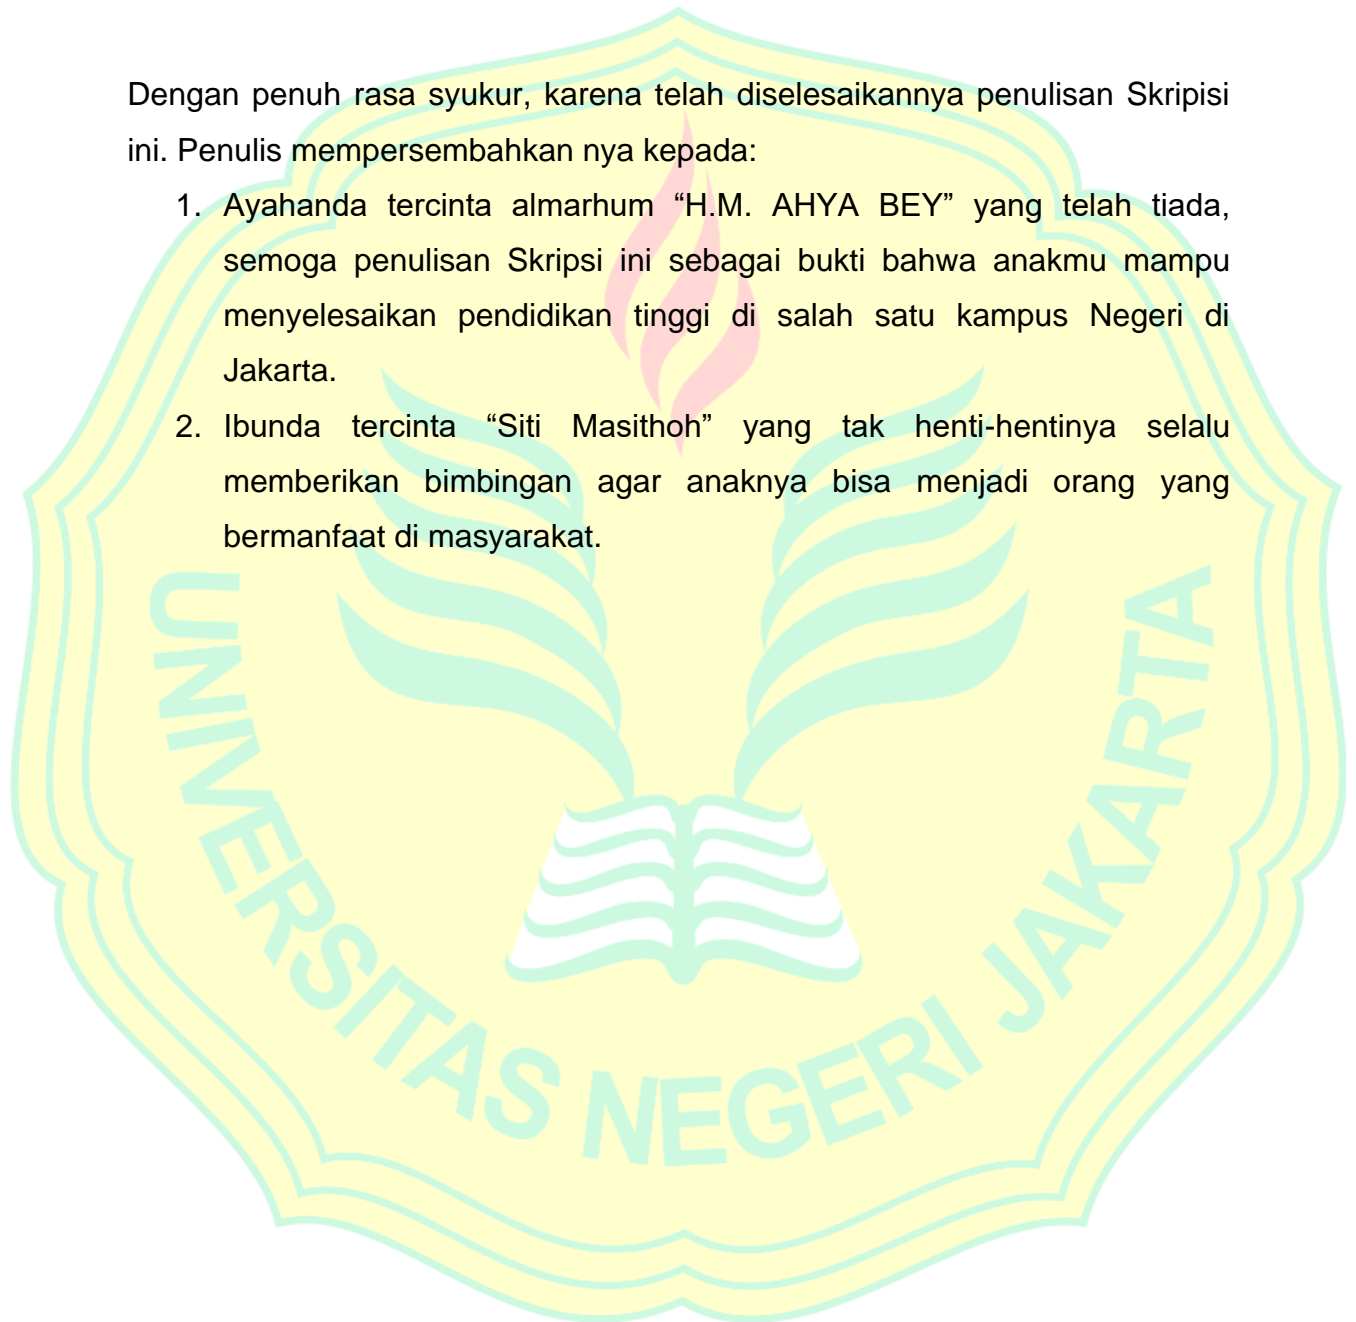 Dengan penuh rasa syukur, karena telah diselesaikannya penulisan Skripisi
ini. Penulis mempersembahkan nya kepada:
1. Ayahanda tercinta almarhum “H.M. AHYA BEY” yang telah tiada,
semoga penulisan Skripsi ini sebagai bukti bahwa anakmu mampu
menyelesaikan pendidikan tinggi di salah satu kampus Negeri di
Jakarta.
2. Ibunda tercinta “Siti Masithoh” yang tak henti-hentinya selalu
memberikan bimbingan agar anaknya bisa menjadi orang yang
bermanfaat di masyarakat.
UNIVERSITAS NEGERI JAKARTA